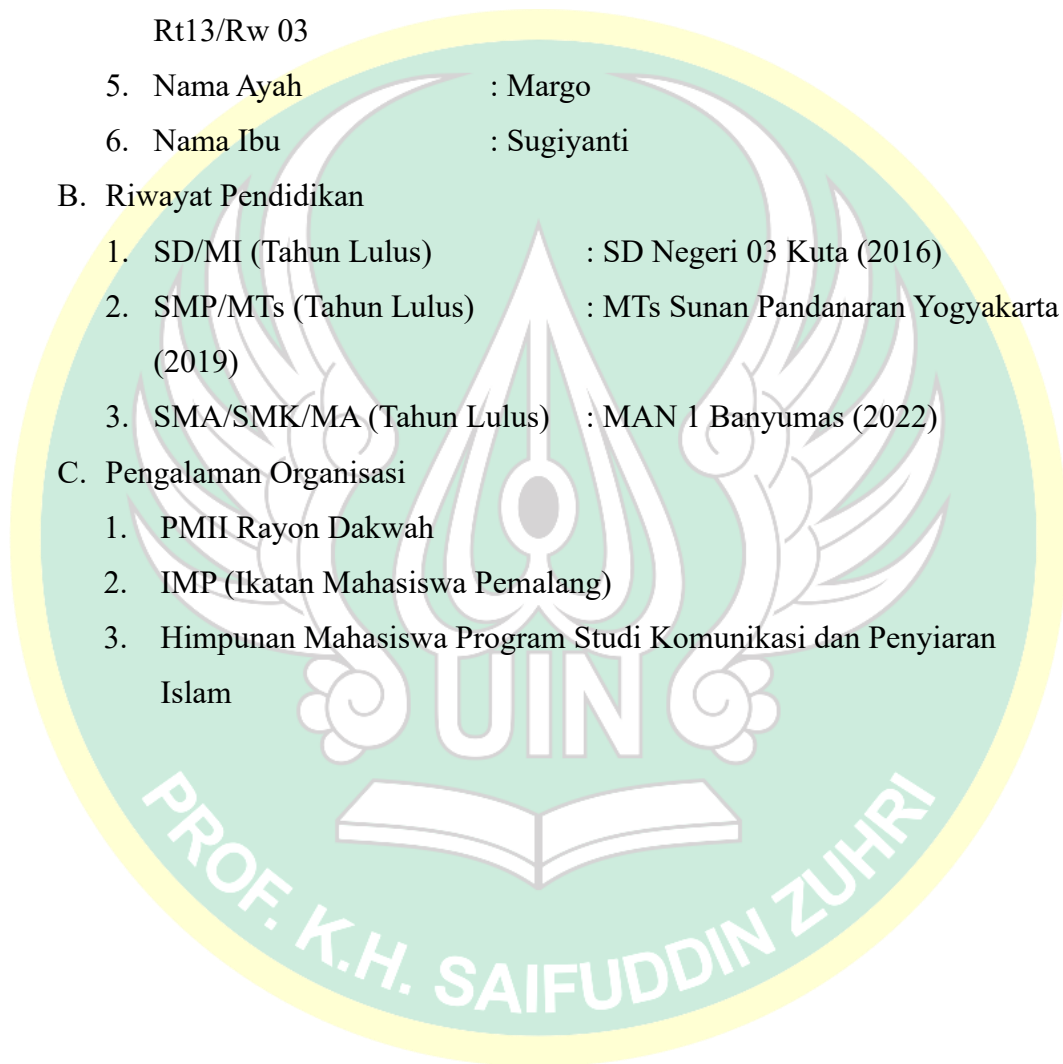 Rt13/Rw 03
5. Nama Ayah : Margo
6. Nama Ibu : Sugiyanti
B. Riwayat Pendidikan
1. SD/MI (Tahun Lulus) : SD Negeri 03 Kuta (2016)
2. SMP/MTs (Tahun Lulus) : MTs Sunan Pandanaran Yogyakarta
(2019)
3. SMA/SMK/MA (Tahun Lulus) : MAN 1 Banyumas (2022)
C. Pengalaman Organisasi
1. PMII Rayon Dakwah
2. IMP (Ikatan Mahasiswa Pemalang)
3. Himpunan Mahasiswa Program Studi Komunikasi dan Penyiaran
Islam
UIN
PROF. K.H. SAIFUDDIN ZUHRI